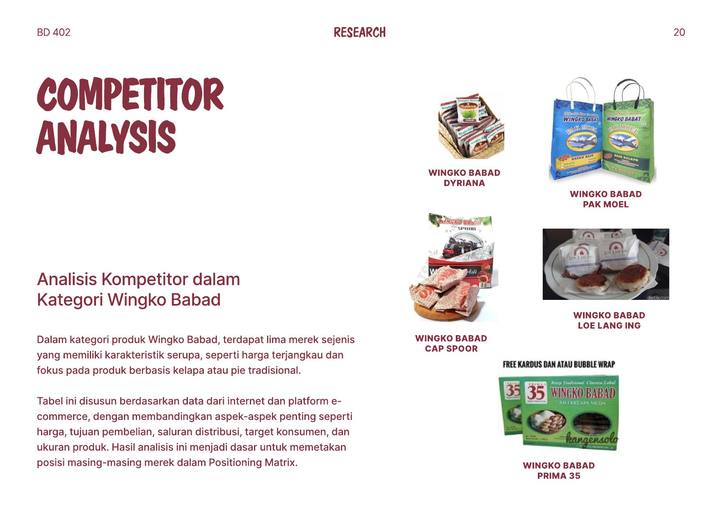 BD 402
RESEARCH
20
COMPETITOR
ANALYSIS
Analisis Kompetitor dalam
Kategori Wingko Babad
Dalam kategori produk Wingko Babad, terdapat lima merek sejenis
yang memiliki karakteristik serupa, seperti harga terjangkau dan
fokus pada produk berbasis kelapa atau pie tradisional.
Tabel ini disusun berdasarkan data dari internet dan platform e-
commerce, dengan membandingkan aspek-aspek penting seperti
harga, tujuan pembelian, saluran distribusi, target konsumen, dan
ukuran produk. Hasil analisis ini menjadi dasar untuk memetakan
posisi masing-masing merek dalam Positioning Matrix.
WINGKO BABAD
DYRIANA
WINGKO BABAT
WINGKO BABAT
WINGKO BABAD
PAK MOEL
SPOOR
WINGKO BABAD
CAP SPOOR
WINGKO BABAD
LOE LANG ING
FREE KARDUS DAN ATAU BUBBLE WRAP
35
35
WINGKO BABAD
kangensolo
WINGKO BABAD
PRIMA 35